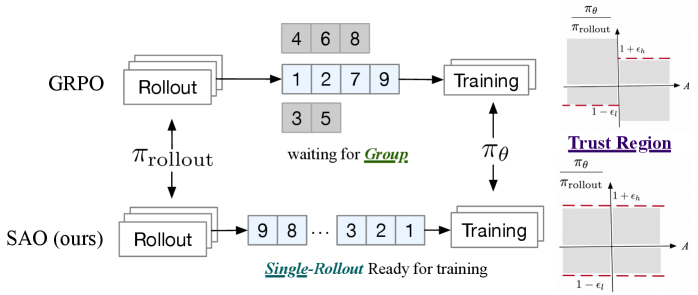 4 6 8
GRPO
Rollout
1 2 7 9
Training
3 5
waiting for Group
π_rollout
π_θ
SAO (ours)
Rollout
9 8 ... 3 2 1
Training
Single-Rollout Ready for training
π_θ
π_rollout
1 + ϵ_h
A
1 − ϵ_l
Trust Region
π_θ
π_rollout
1 + ϵ_h
A
1 − ϵ_l